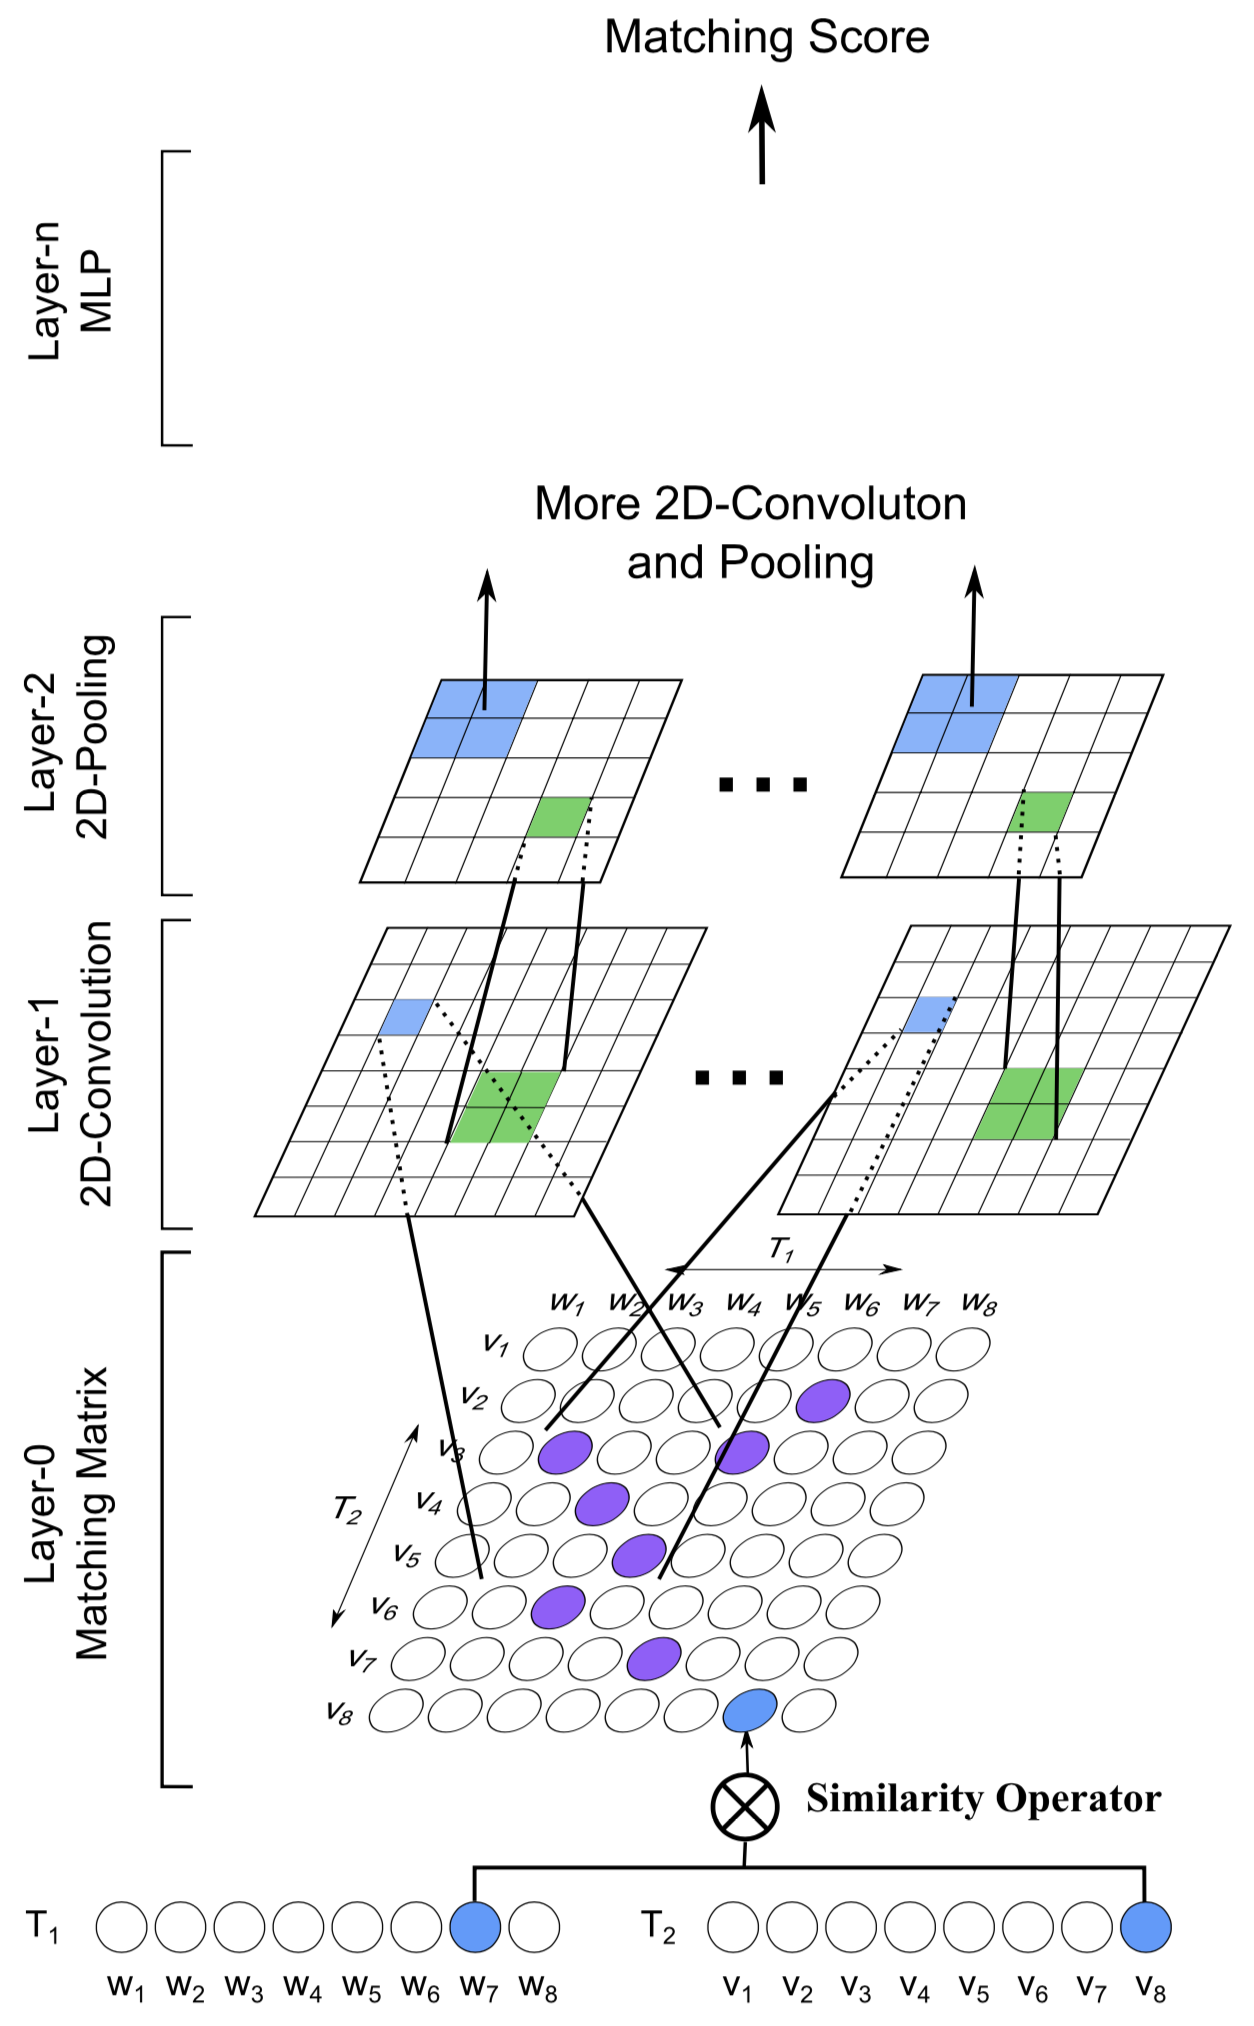 Matching Score
Layer-n
MLP
More 2D-Convoluton
and Pooling
Layer-2
2D-Pooling
Layer-1
2D-Convolution
Layer-0
Matching Matrix
T1
w1 w2 w3 w4 w5 w6 w7 w8
v1
v2
v3
v4
T2
v5
v6
v7
v8
Similarity Operator
T1
w1 w2 w3 w4 w5 w6 w7 w8
T2
v1 v2 v3 v4 v5 v6 v7 v8